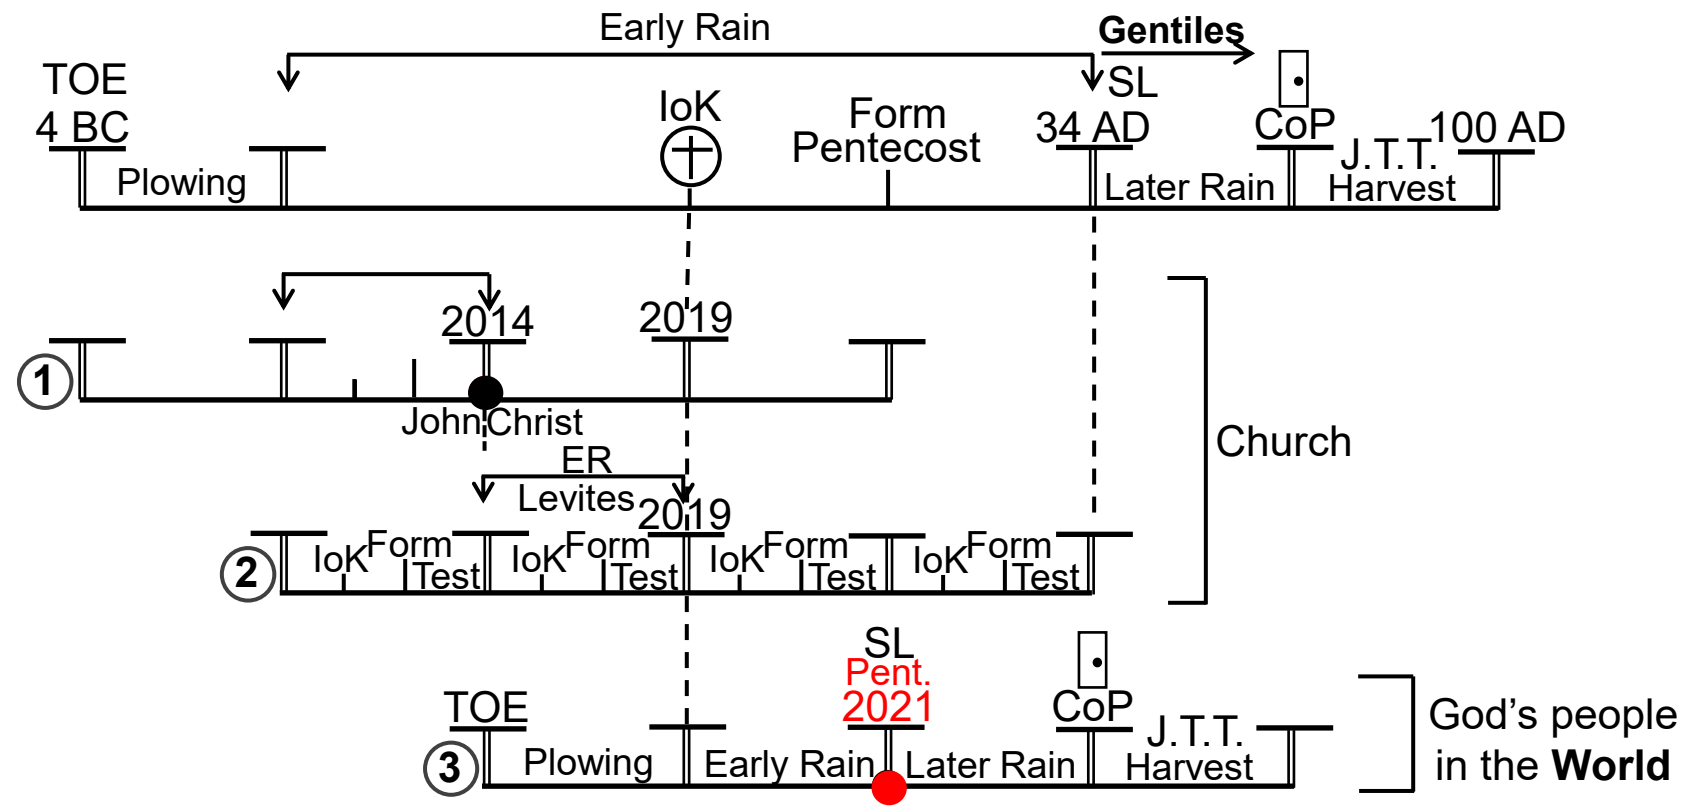 Early Rain
Gentiles
TOE
4 BC
IoK
Form
Pentecost
SL
34 AD
CoP
J.T.T.
100 AD
Plowing
Later Rain
Harvest
2014
2019
1
John
Christ
Church
ER
Levites
2019
2
IoK
Form
Test
IoK
Form
Test
IoK
Form
Test
IoK
Form
Test
SL
Pent.
2021
TOE
CoP
J.T.T.
3
Plowing
Early Rain
Later Rain
Harvest
God's people
in the World